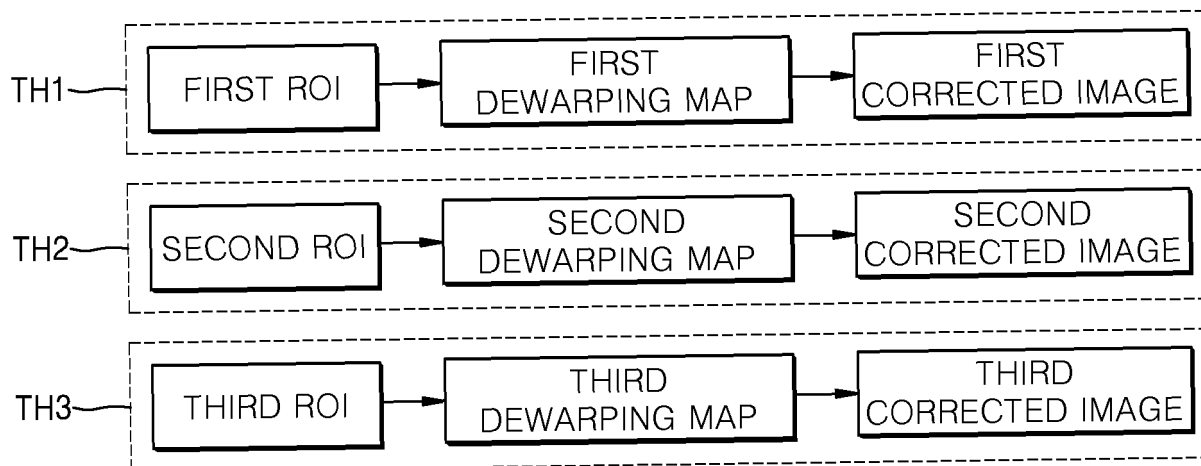 TH1
FIRST ROI
FIRST
DEWARPING MAP
FIRST
CORRECTED IMAGE
TH2
SECOND ROI
SECOND
DEWARPING MAP
SECOND
CORRECTED IMAGE
TH3
THIRD ROI
THIRD
DEWARPING MAP
THIRD
CORRECTED IMAGE